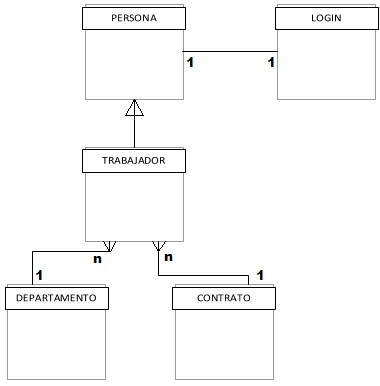 PERSONA
LOGIN
1
1
TRABAJADOR
n
n
1
1
DEPARTAMENTO
CONTRATO